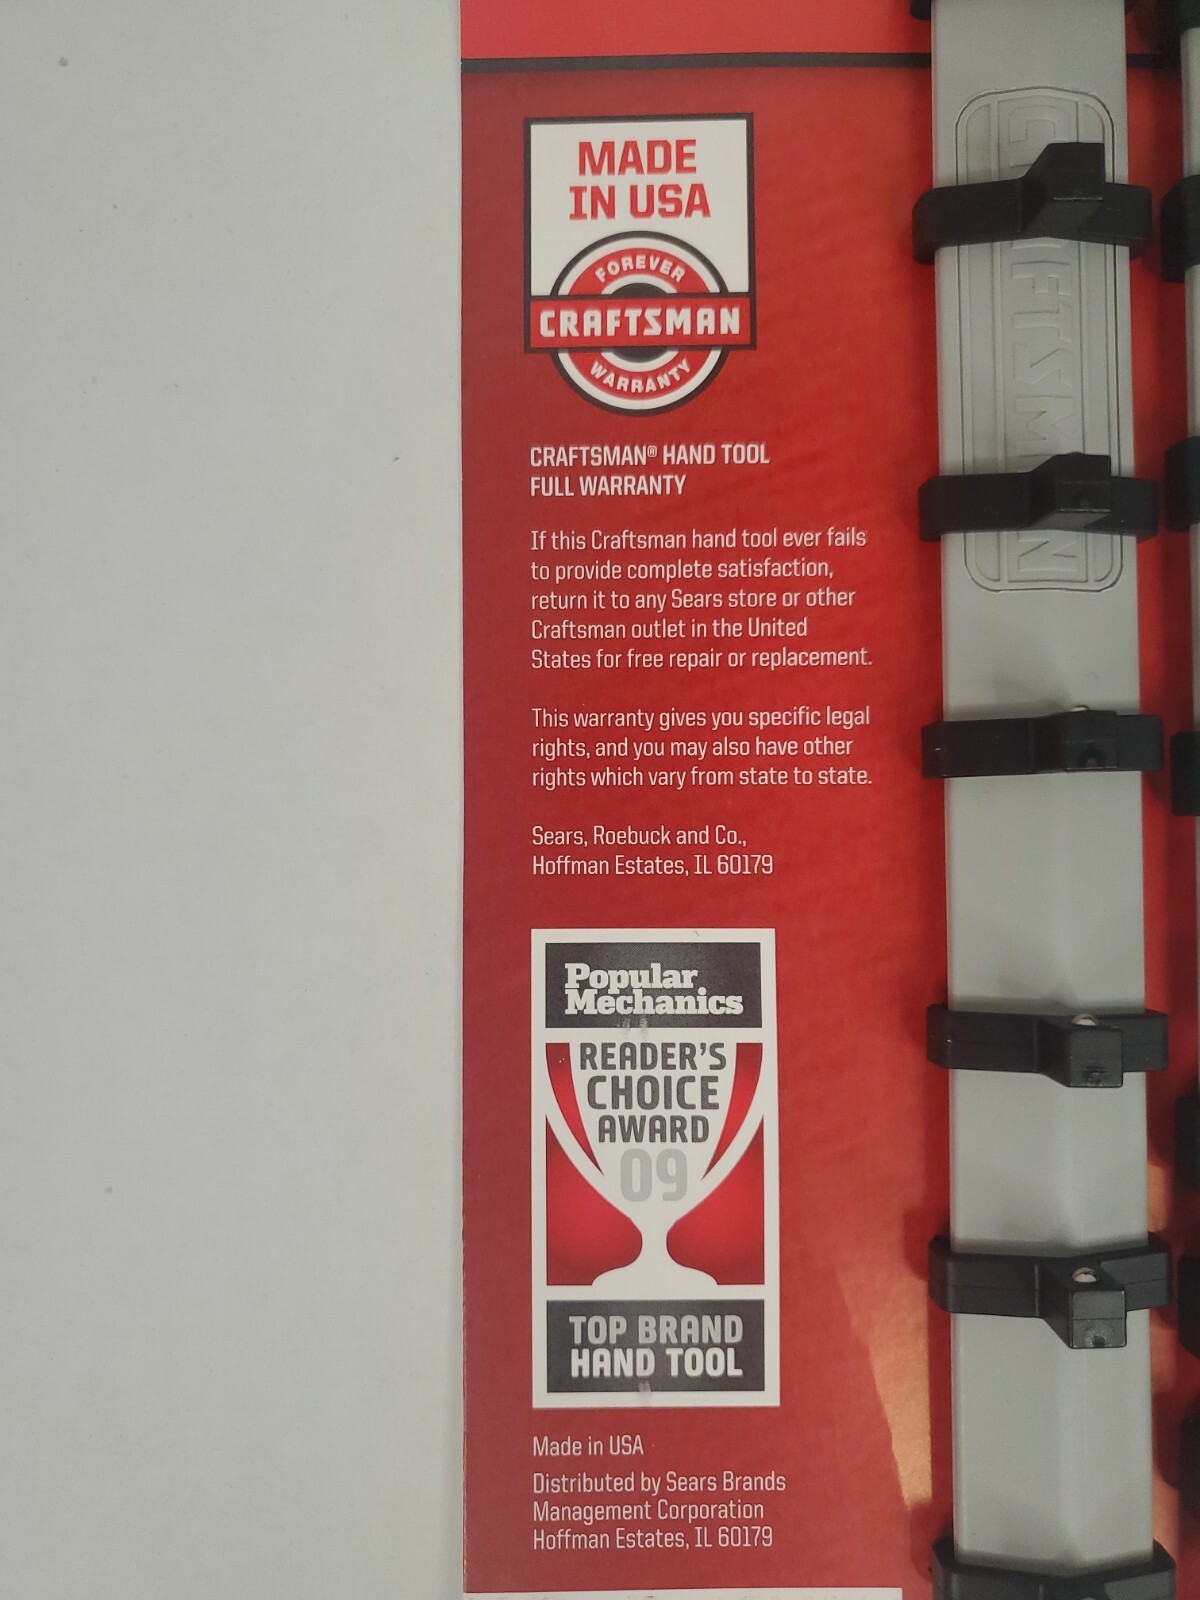 MADE
IN USA
FOREVER
CRAFTSMAN
WARRANTY
CRAFTSMAN® HAND TOOL
FULL WARRANTY
If this Craftsman hand tool ever fails
to provide complete satisfaction,
return it to any Sears store or other
Craftsman outlet in the United
States for free repair or replacement.
This warranty gives you specific legal
rights, and you may also have other
rights which vary from state to state.
Sears, Roebuck and Co.,
Hoffman Estates, IL 60179
Popular
Mechanics
READER'S
CHOICE
AWARD
09
TOP BRAND
HAND TOOL
Made in USA
Distributed by Sears Brands
Management Corporation
Hoffman Estates, IL 60179
CRAFTSMAN